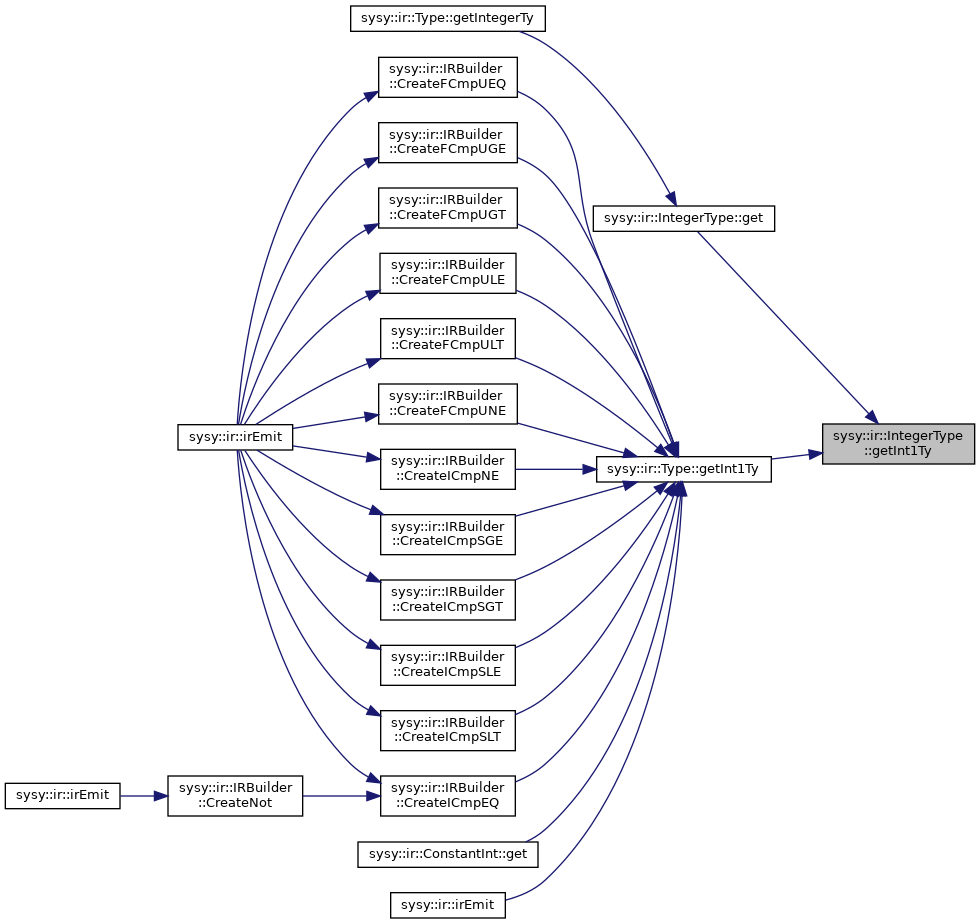 sysy::ir::Type::getIntegerTy
sysy::ir::IRBuilder
::CreateFCmpUEQ
sysy::ir::IRBuilder
::CreateFCmpUGE
sysy::ir::IRBuilder
::CreateFCmpUGT
sysy::ir::IntegerType::get
sysy::ir::IRBuilder
::CreateFCmpULE
sysy::ir::IRBuilder
::CreateFCmpULT
sysy::ir::IRBuilder
::CreateFCmpUNE
sysy::ir::irEmit
sysy::ir::IntegerType
::getInt1Ty
sysy::ir::IRBuilder
::CreateICmpNE
sysy::ir::Type::getInt1Ty
sysy::ir::IRBuilder
::CreateICmpSGE
sysy::ir::IRBuilder
::CreateICmpSGT
sysy::ir::IRBuilder
::CreateICmpSLE
sysy::ir::IRBuilder
::CreateICmpSLT
sysy::ir::irEmit
sysy::ir::IRBuilder
::CreateNot
sysy::ir::IRBuilder
::CreateICmpEQ
sysy::ir::ConstantInt::get
sysy::ir::irEmit